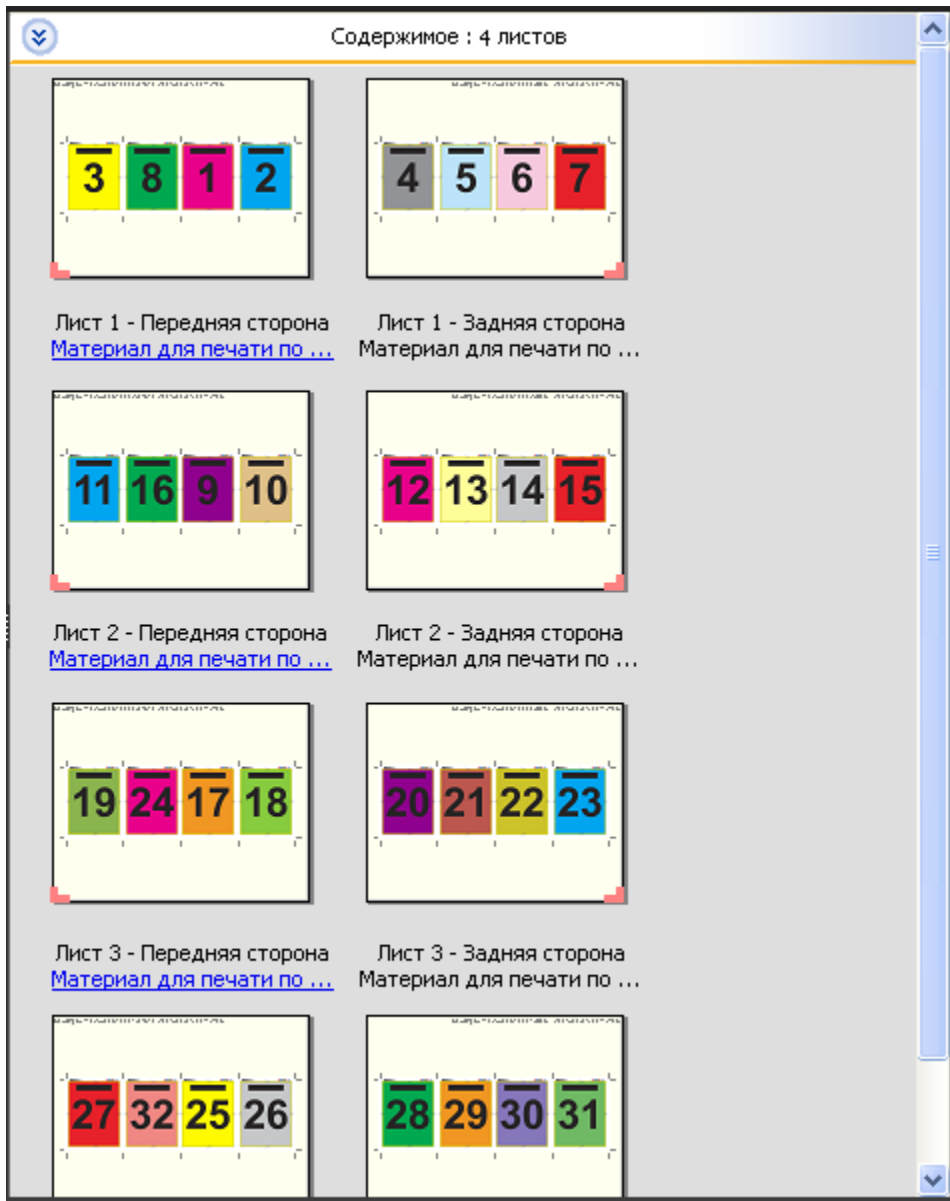 Содержимое : 4 листов
3 8 1 2
4 5 6 7
Лист 1 - Передняя сторона
Материал для печати по ...
Лист 1 - Задняя сторона
Материал для печати по ...
11 16 9 10
12 13 14 15
Лист 2 - Передняя сторона
Материал для печати по ...
Лист 2 - Задняя сторона
Материал для печати по ...
19 24 17 18
20 21 22 23
Лист 3 - Передняя сторона
Материал для печати по ...
Лист 3 - Задняя сторона
Материал для печати по ...
27 32 25 26
28 29 30 31